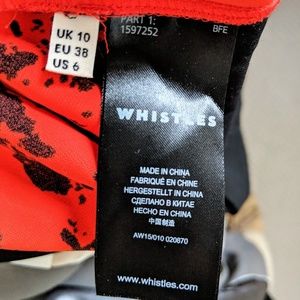 UK 10
EU 38
US 6
PART 1:
1597252
BFE
WHISTLES
MADE IN CHINA
FABRIQUÉ EN CHINE
HERGESTELLT IN CHINA
СДЕЛАНО В КИТАЕ
HECHO EN CHINA
中国制造
AW15/010 020870
www.whistles.com